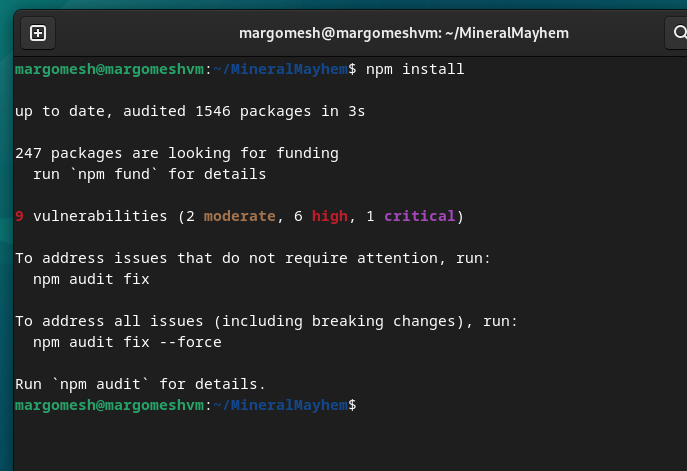 margomesh@margomeshvm: ~/MineralMayhem
margomesh@margomeshvm:~/MineralMayhem$ npm install
up to date, audited 1546 packages in 3s
247 packages are looking for funding
run `npm fund` for details
9 vulnerabilities (2 moderate, 6 high, 1 critical)
To address issues that do not require attention, run:
npm audit fix
To address all issues (including breaking changes), run:
npm audit fix --force
Run `npm audit` for details.
margomesh@margomeshvm:~/MineralMayhem$